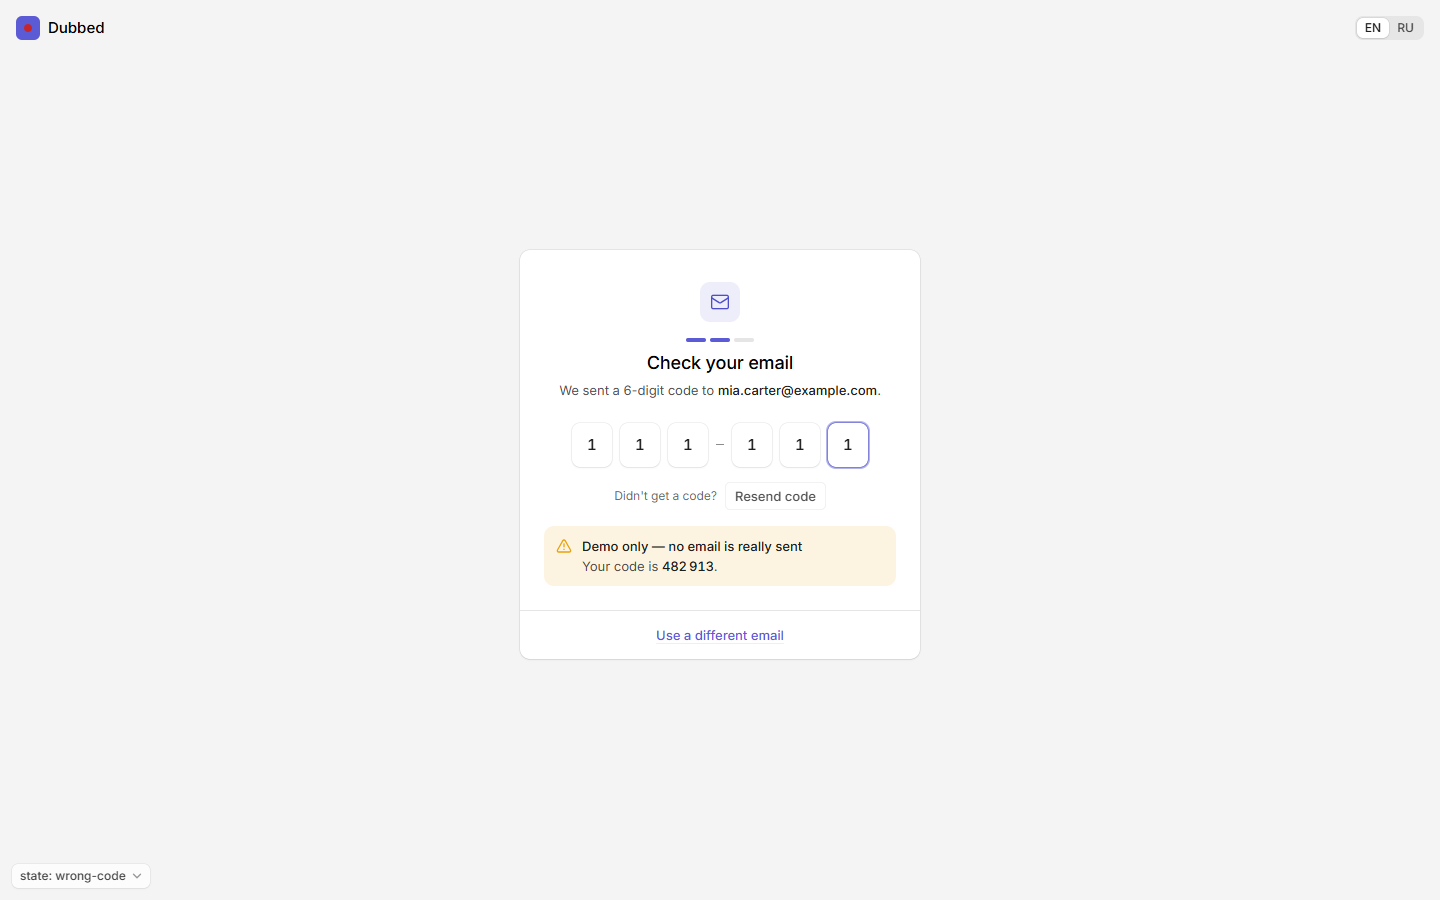 Dubbed
EN RU
Check your email
We sent a 6-digit code to mia.carter@example.com.
1 1 1 – 1 1 1
Didn't get a code? Resend code
Demo only — no email is really sent
Your code is 482 913.
Use a different email
state: wrong-code